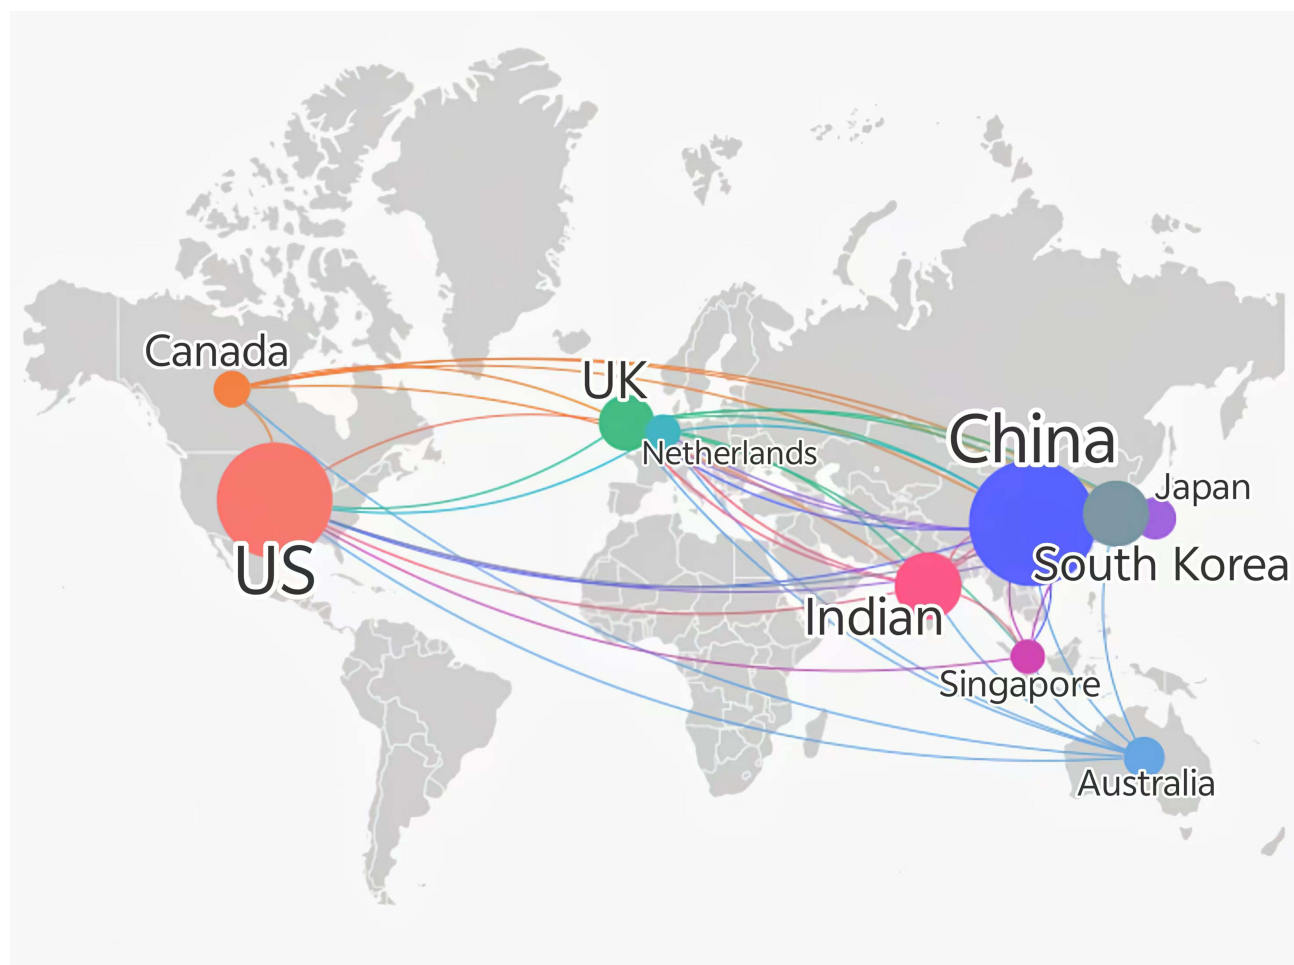 Canada
UK
China
Netherlands
Japan
US
South Korea
Indian
Singapore
Australia